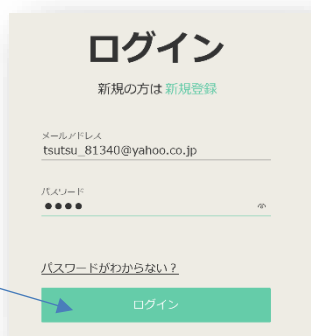 ログイン
新規の方は 新規登録
メールアドレス
tsutsu_81340@yahoo.co.jp
パスワード
●●●●
パスワードがわからない？
ログイン